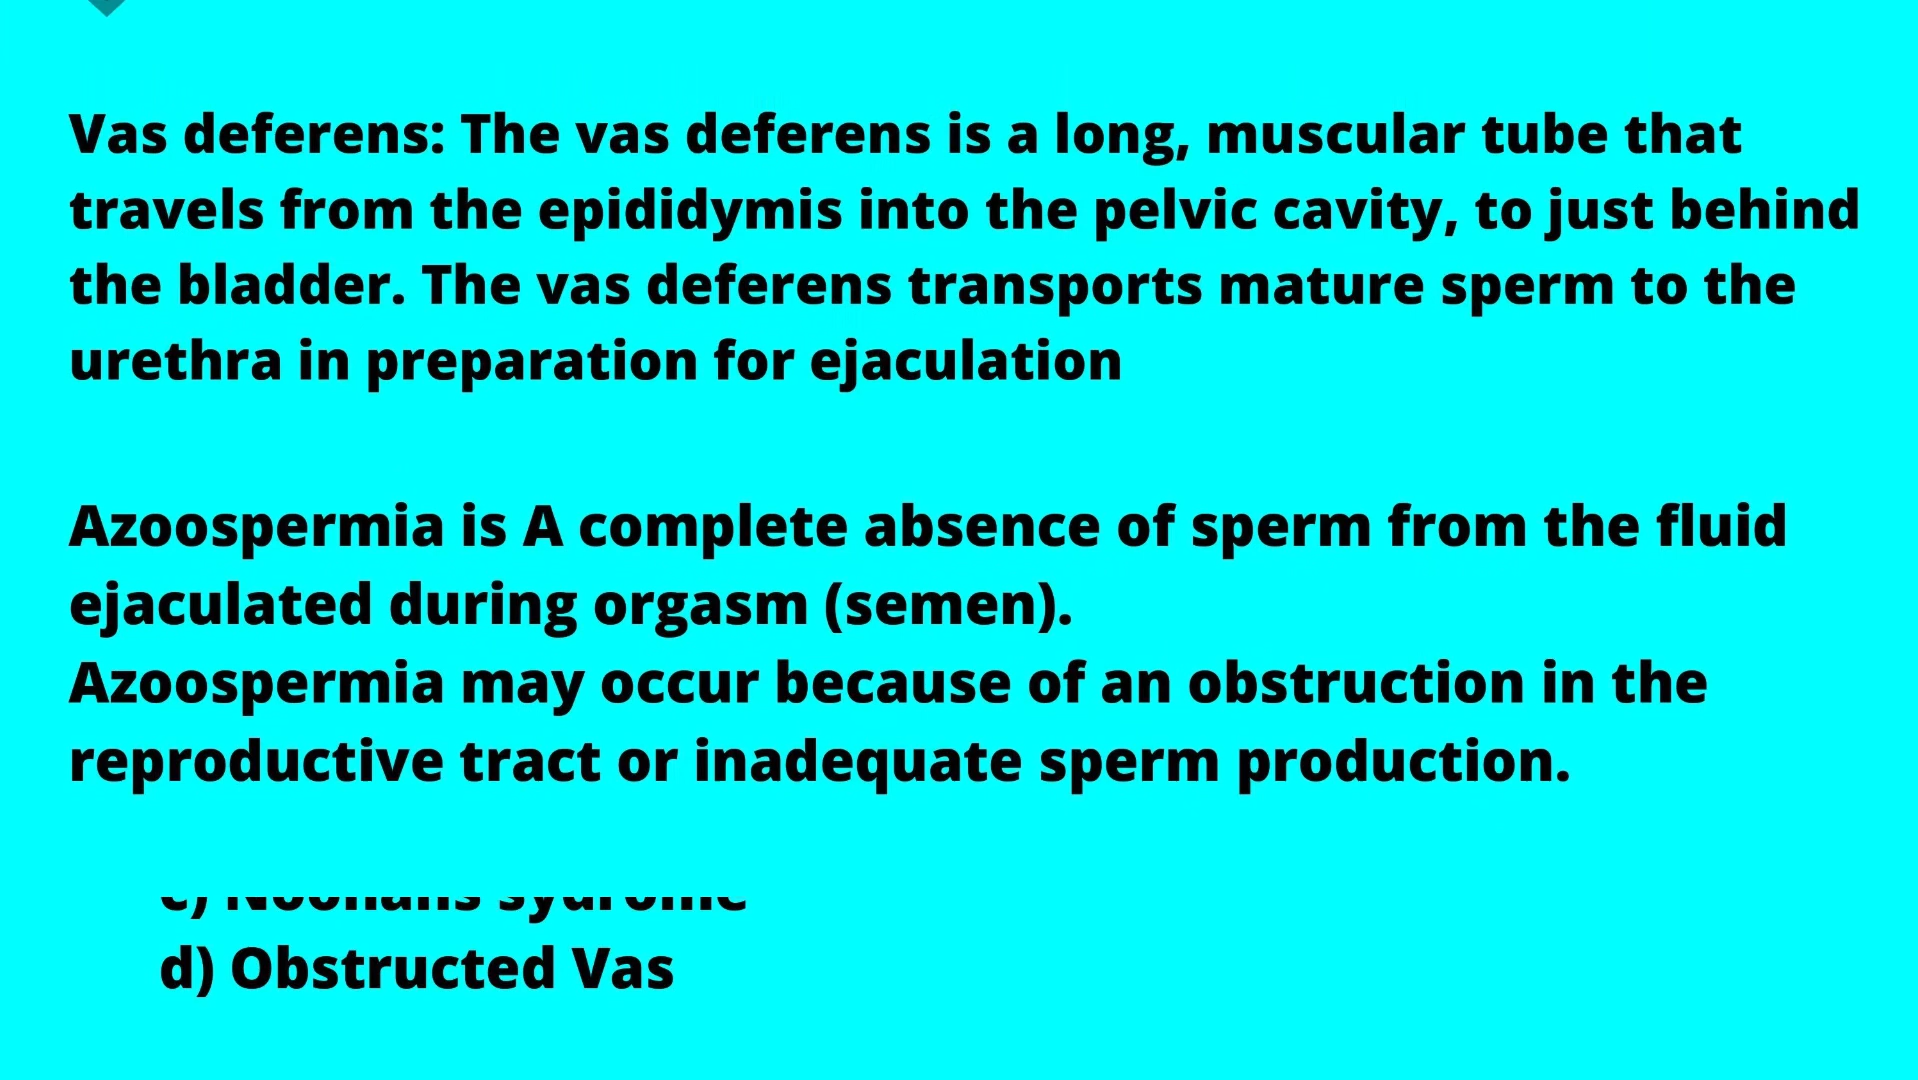 Vas deferens: The vas deferens is a long, muscular tube that
travels from the epididymis into the pelvic cavity, to just behind
the bladder. The vas deferens transports mature sperm to the
urethra in preparation for ejaculation
Azoospermia is A complete absence of sperm from the fluid
ejaculated during orgasm (semen).
Azoospermia may occur because of an obstruction in the
reproductive tract or inadequate sperm production.
d) Obstructed Vas